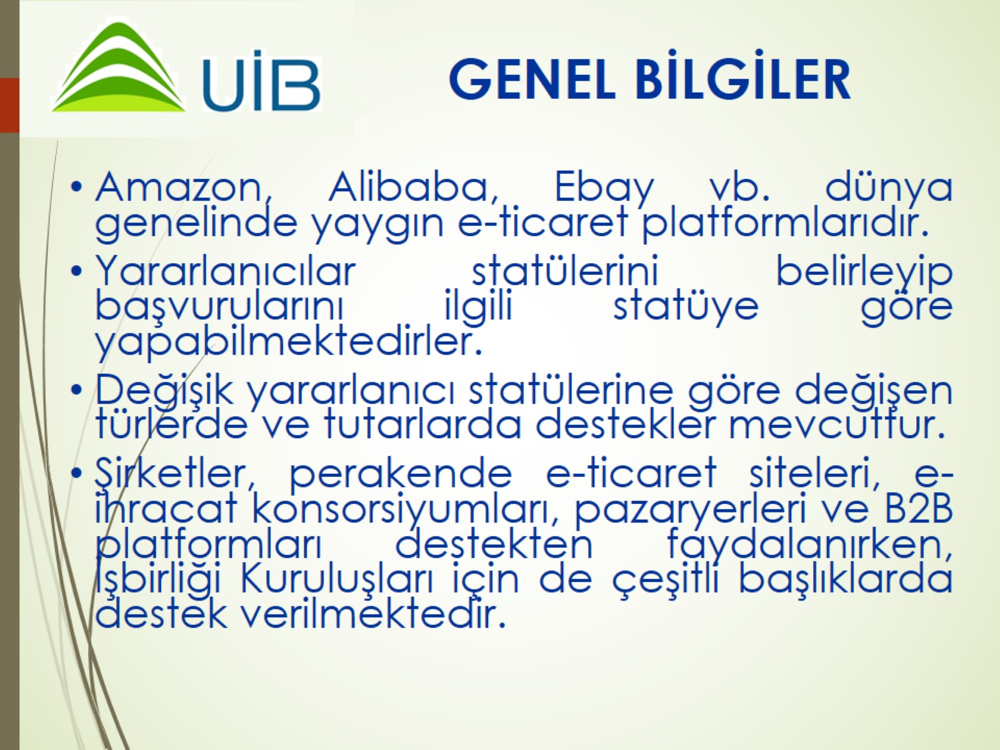 UİB
GENEL BİLGİLER
• Amazon, Alibaba, Ebay vb. dünya
genelinde yaygın e-ticaret platformlarıdır.
• Yararlanıcılar statülerini belirleyip
başvurularını ilgili statüye göre
yapabilmektedirler.
• Değişik yararlanıcı statülerine göre değişen
türlerde ve tutarlarda destekler mevcuttur.
• Şirketler, perakende e-ticaret siteleri, e-
ihracat konsorsiyumları, pazaryerleri ve B2B
platformları destekten faydalanırken,
İşbirliği Kuruluşları için de çeşitli başlıklarda
destek verilmektedir.